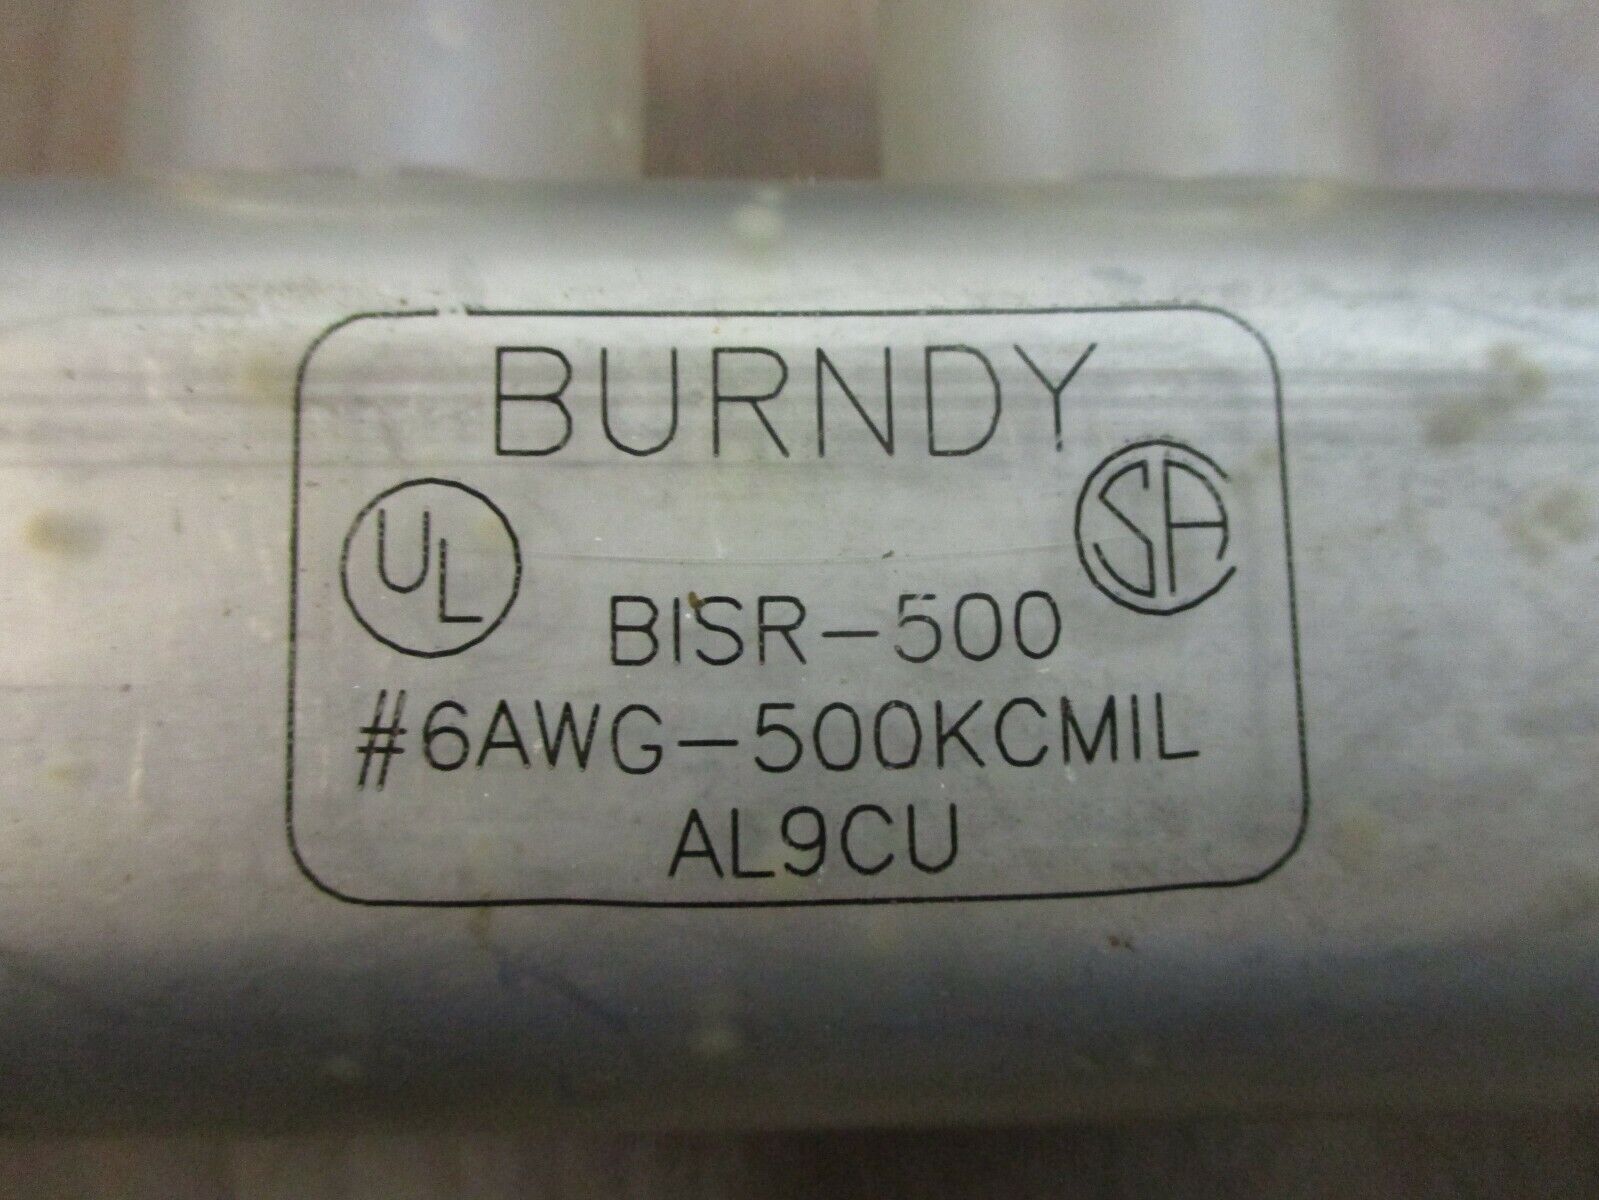 BURNDY
UL
SA
BISR-500
#6AWG-500KCMIL
AL9CU